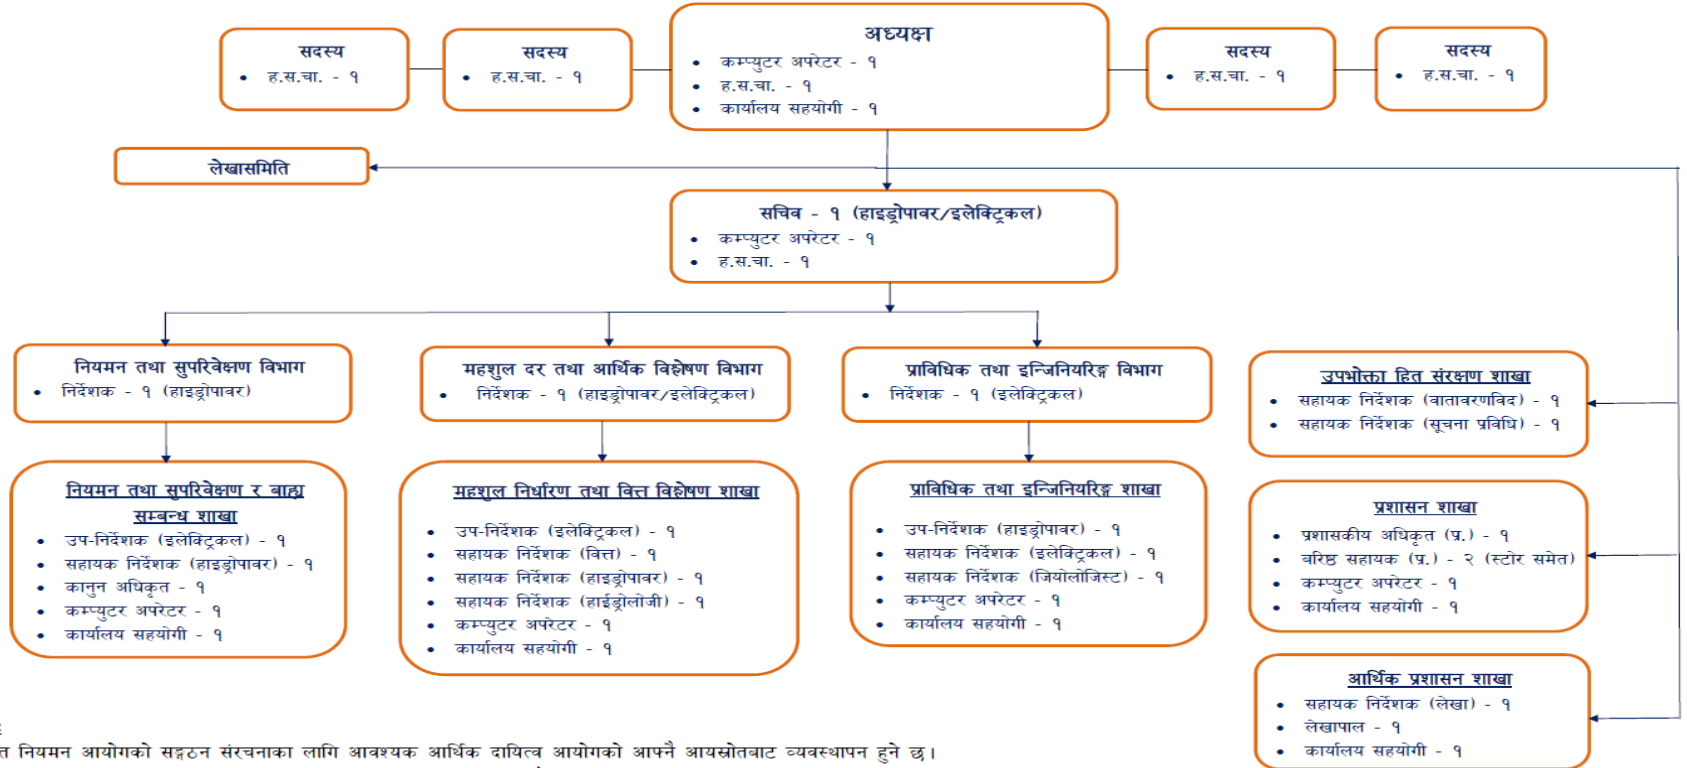 सदस्य
• ह.स.चा. - १
सदस्य
• ह.स.चा. - १
अध्यक्ष
• कम्प्युटर अपरेटर - १
• ह.स.चा. - १
• कार्यालय सहयोगी - १
सदस्य
• ह.स.चा. - १
सदस्य
• ह.स.चा. - १
लेखासमिति
सचिव - १ (हाइड्रोपावर/इलेक्ट्रिकल)
• कम्प्युटर अपरेटर - १
• ह.स.चा. - १
नियमन तथा सुपरिवेक्षण विभाग
• निर्देशक - १ (हाइड्रोपावर)
महशुल दर तथा आर्थिक विश्लेषण विभाग
• निर्देशक - १ (हाइड्रोपावर/इलेक्ट्रिकल)
प्राविधिक तथा इन्जिनियरिङ्ग विभाग
• निर्देशक - १ (इलेक्ट्रिकल)
उपभोक्ता हित संरक्षण शाखा
• सहायक निर्देशक (वातावरणविद) - १
• सहायक निर्देशक (सूचना प्रविधि) - १
नियमन तथा सुपरिवेक्षण र बाह्य
सम्बन्ध शाखा
• उप-निर्देशक (इलेक्ट्रिकल) - १
• सहायक निर्देशक (हाइड्रोपावर) - १
• कानुन अधिकृत - १
• कम्प्युटर अपरेटर - १
• कार्यालय सहयोगी - १
महशुल निर्धारण तथा वित्त विश्लेषण शाखा
• उप-निर्देशक (इलेक्ट्रिकल) - १
• सहायक निर्देशक (वित्त) - १
• सहायक निर्देशक (हाइड्रोपावर) - १
• सहायक निर्देशक (हाईड्रोलोजी) - १
• कम्प्युटर अपरेटर - १
• कार्यालय सहयोगी - १
प्राविधिक तथा इन्जिनियरिङ्ग शाखा
• उप-निर्देशक (हाइड्रोपावर) - १
• सहायक निर्देशक (इलेक्ट्रिकल) - १
• सहायक निर्देशक (जियोलोजिस्ट) - १
• कम्प्युटर अपरेटर - १
• कार्यालय सहयोगी - १
प्रशासन शाखा
• प्रशासकीय अधिकृत (प्र.) - १
• बरिष्ठ सहायक (प्र.) - २ (स्टोर समेत)
• कम्प्युटर अपरेटर - १
• कार्यालय सहयोगी - १
आर्थिक प्रशासन शाखा
• सहायक निर्देशक (लेखा) - १
• लेखापाल - १
• कार्यालय सहयोगी - १
त नियमन आयोगको सङ्गठन संरचनाका लागि आवश्यक आर्थिक दायित्व आयोगको आफ्नै आयस्रोतबाट व्यवस्थापन हुने छ।